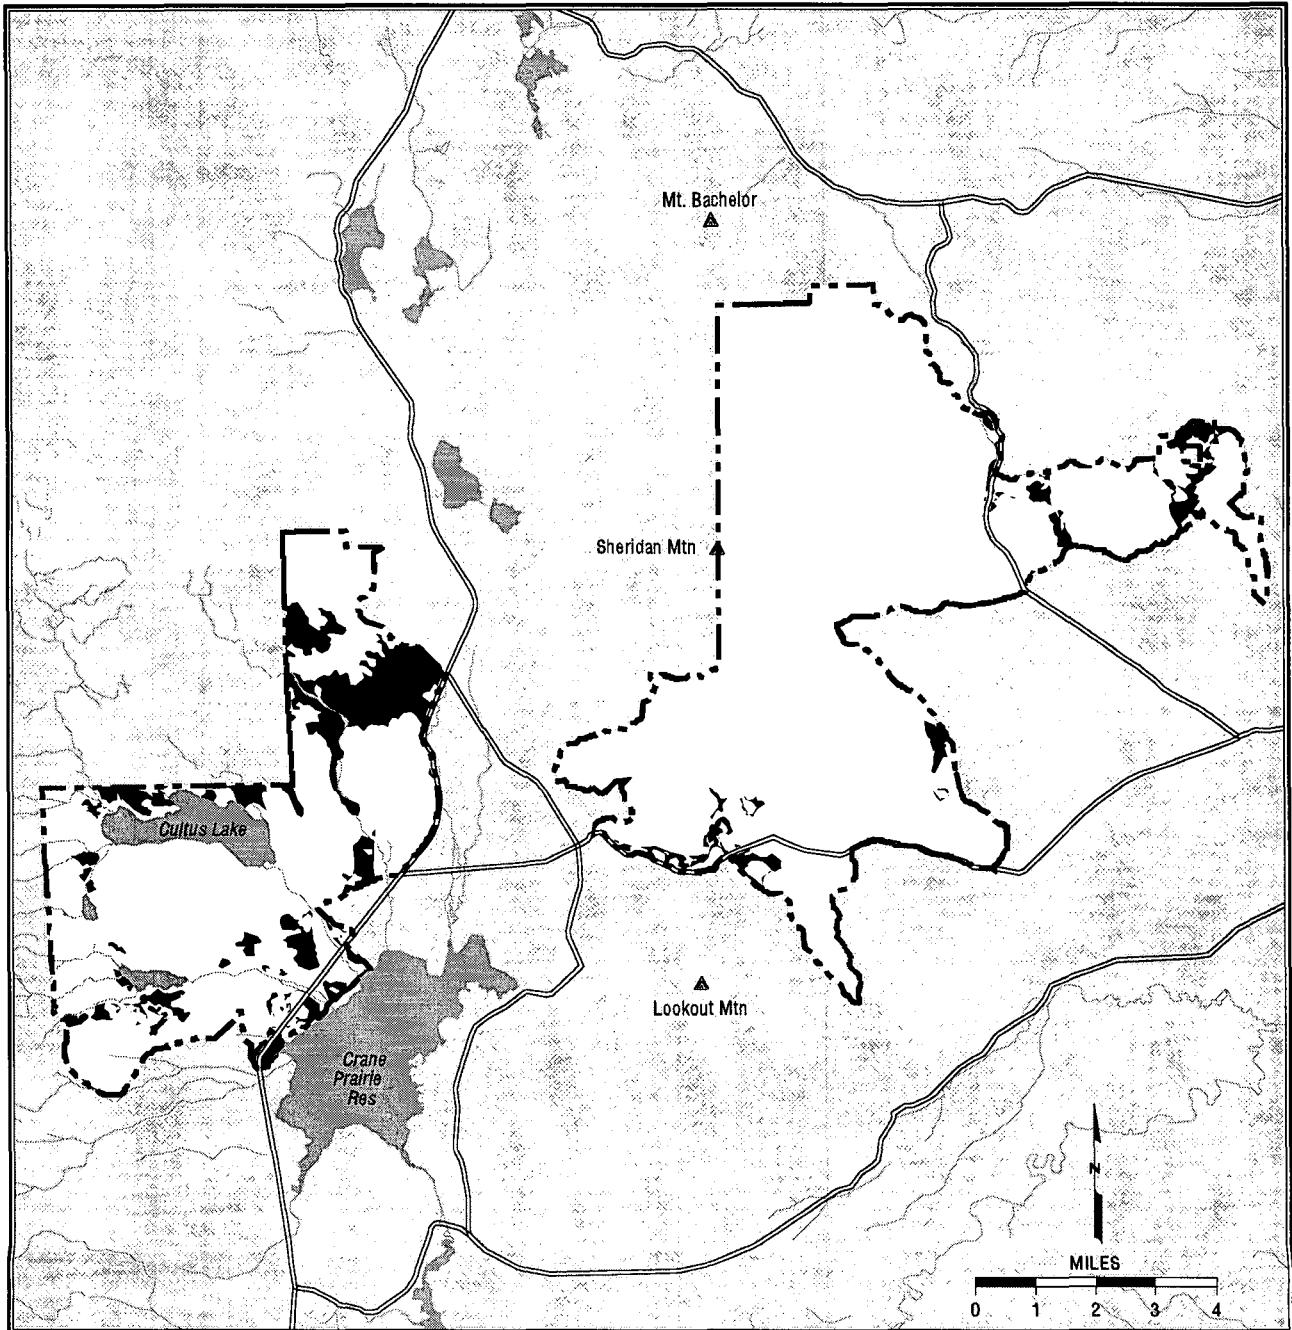 Mt. Bachelor
Sheridan Mtn
Cultus Lake
Lookout Mtn
Crane
Prairie
Res
N
MILES
0 1 2 3 4